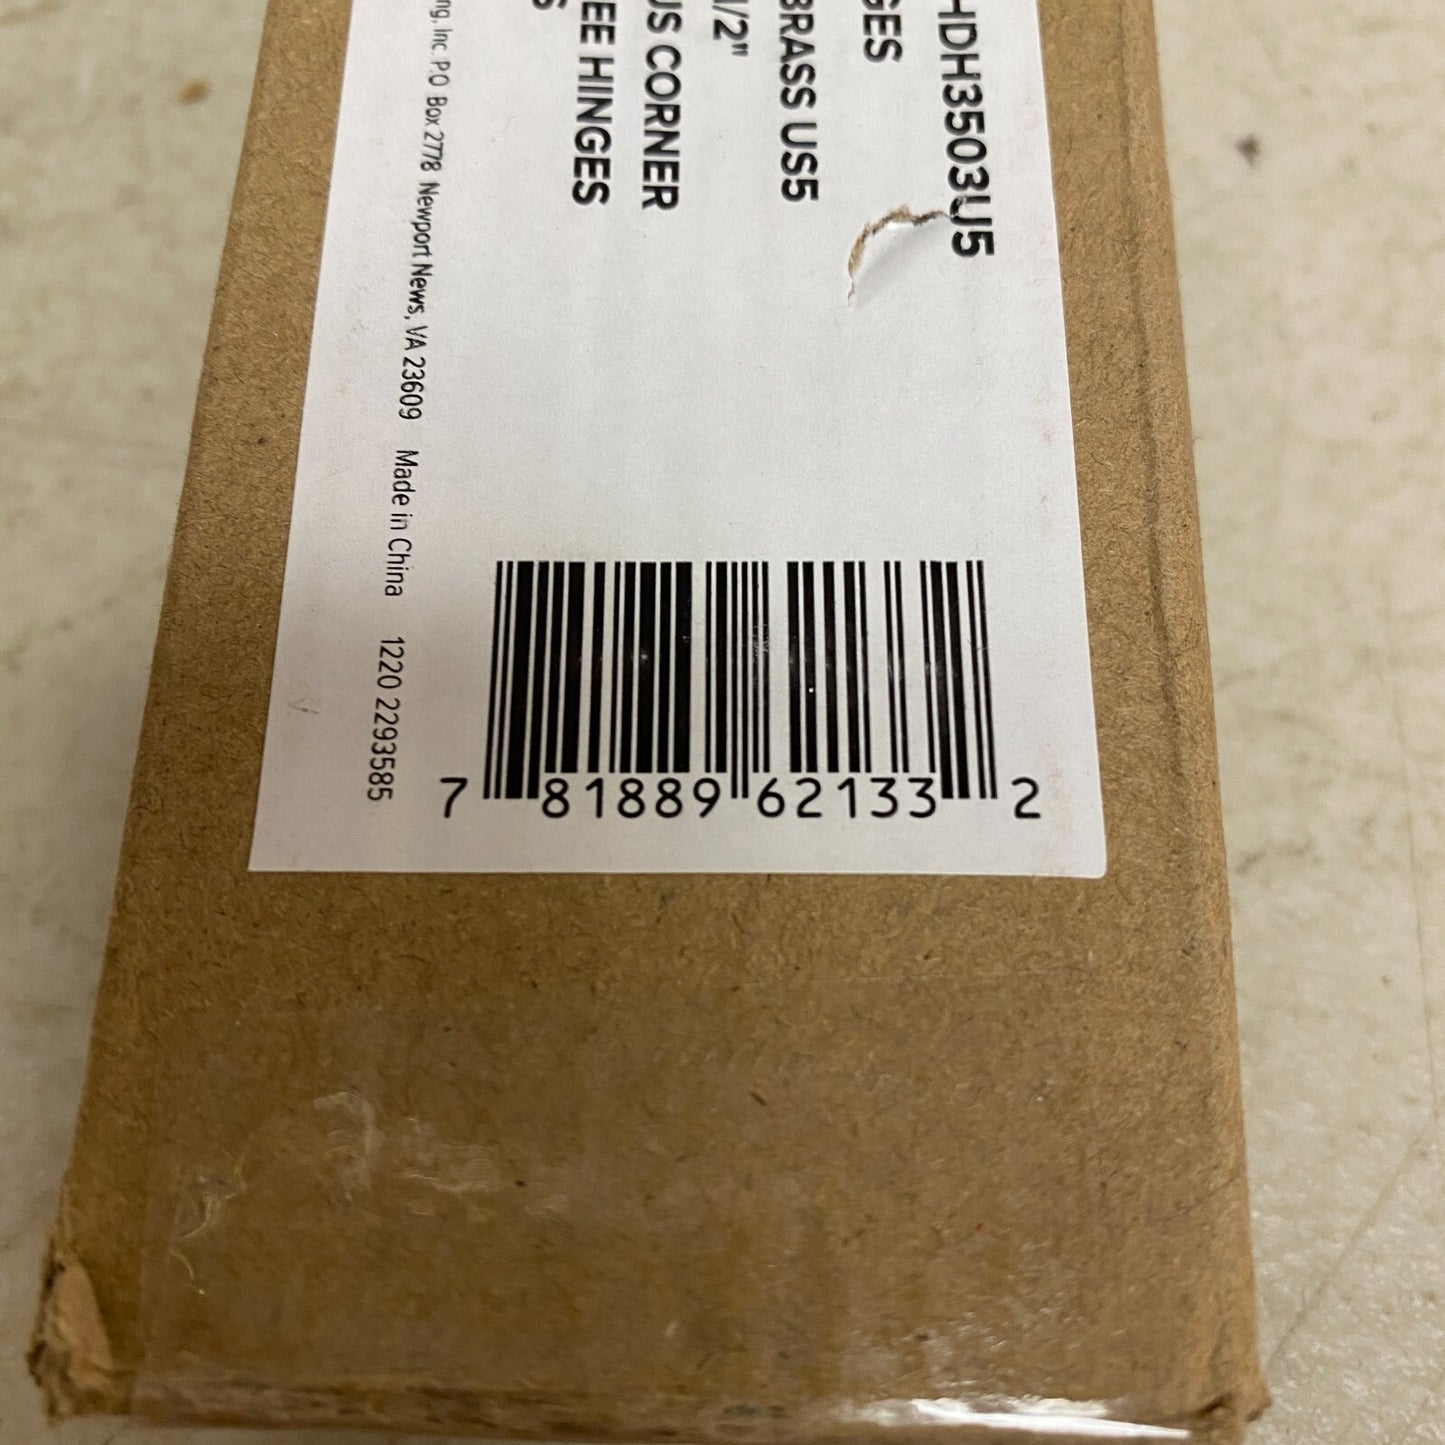 HDH3503U5
GES
BRASS US5
1/2"
US CORNER
EE HINGES
S
ng, Inc. P.O. Box 2778 Newport News, VA 23609 Made in China 1220 2293585
7 81889 62133 2